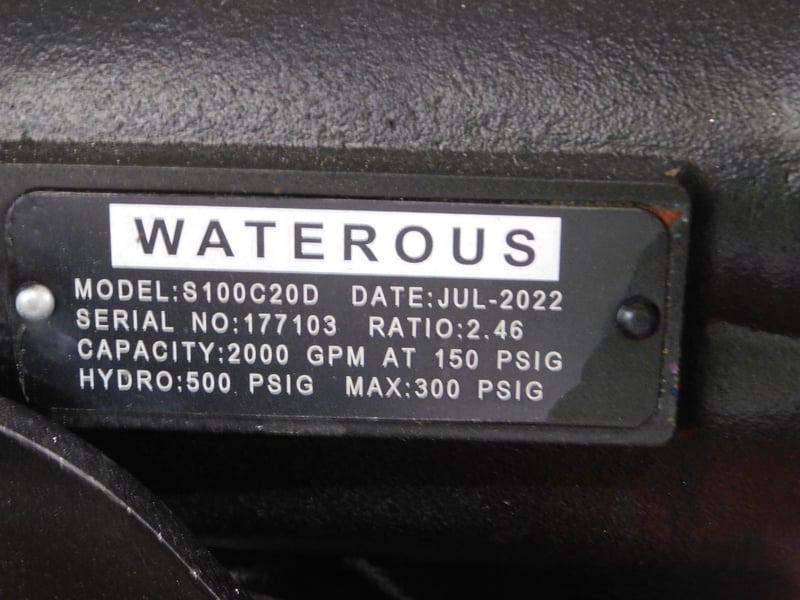 WATEROUS
MODEL:S100C20D DATE:JUL-2022
SERIAL NO:177103 RATIO:2.46
CAPACITY:2000 GPM AT 150 PSIG
HYDRO:500 PSIG MAX:300 PSIG